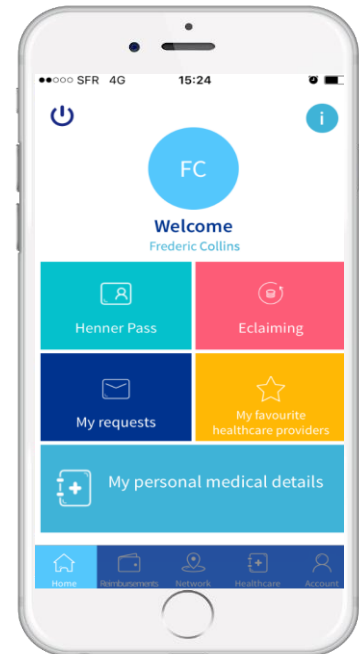 SFR 4G 15:24
i
FC
Welcome
Frederic Collins
Henner Pass
Eclaiming
My requests
My favourite
healthcare providers
My personal medical details
Home Reimbursements Network Healthcare Account